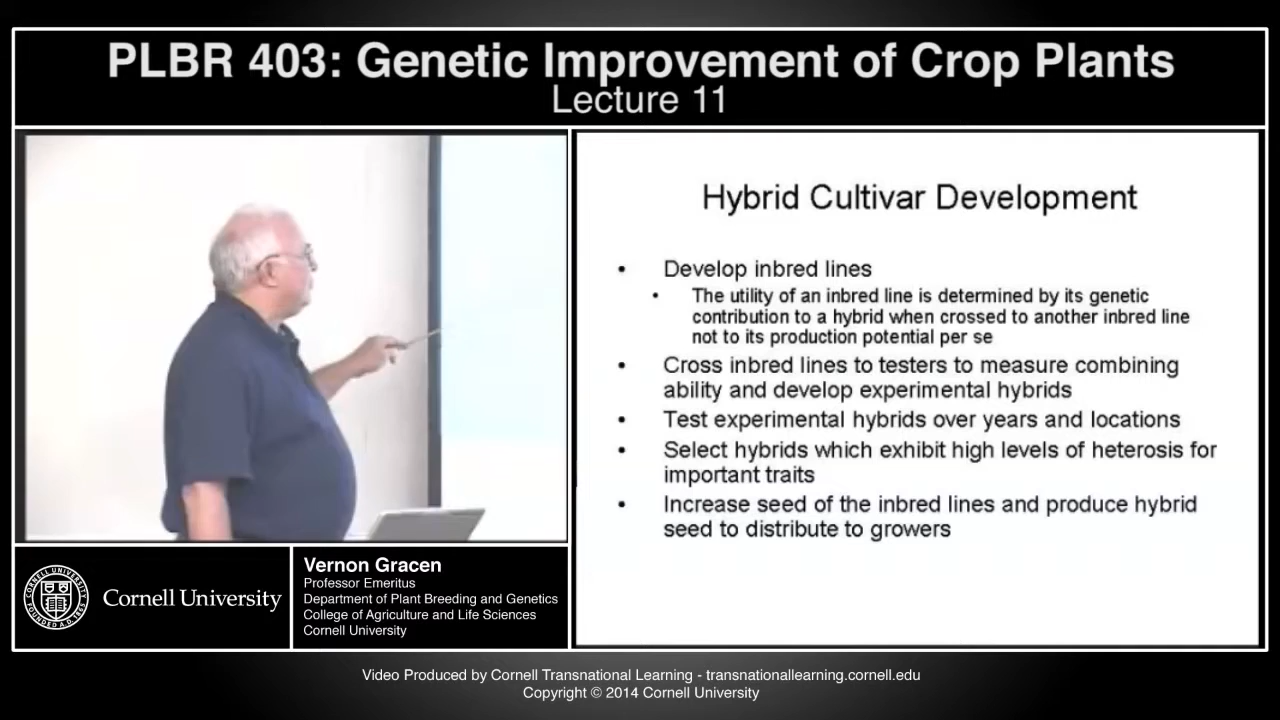 PLBR 403: Genetic Improvement of Crop Plants
Lecture 11
Hybrid Cultivar Development
• Develop inbred lines
• The utility of an inbred line is determined by its genetic
contribution to a hybrid when crossed to another inbred line
not to its production potential per se
• Cross inbred lines to testers to measure combining
ability and develop experimental hybrids
• Test experimental hybrids over years and locations
• Select hybrids which exhibit high levels of heterosis for
important traits
• Increase seed of the inbred lines and produce hybrid
seed to distribute to growers
Cornell University
Vernon Gracen
Professor Emeritus
Department of Plant Breeding and Genetics
College of Agriculture and Life Sciences
Cornell University
Video Produced by Cornell Transnational Learning - transnationallearning.cornell.edu
Copyright © 2014 Cornell University